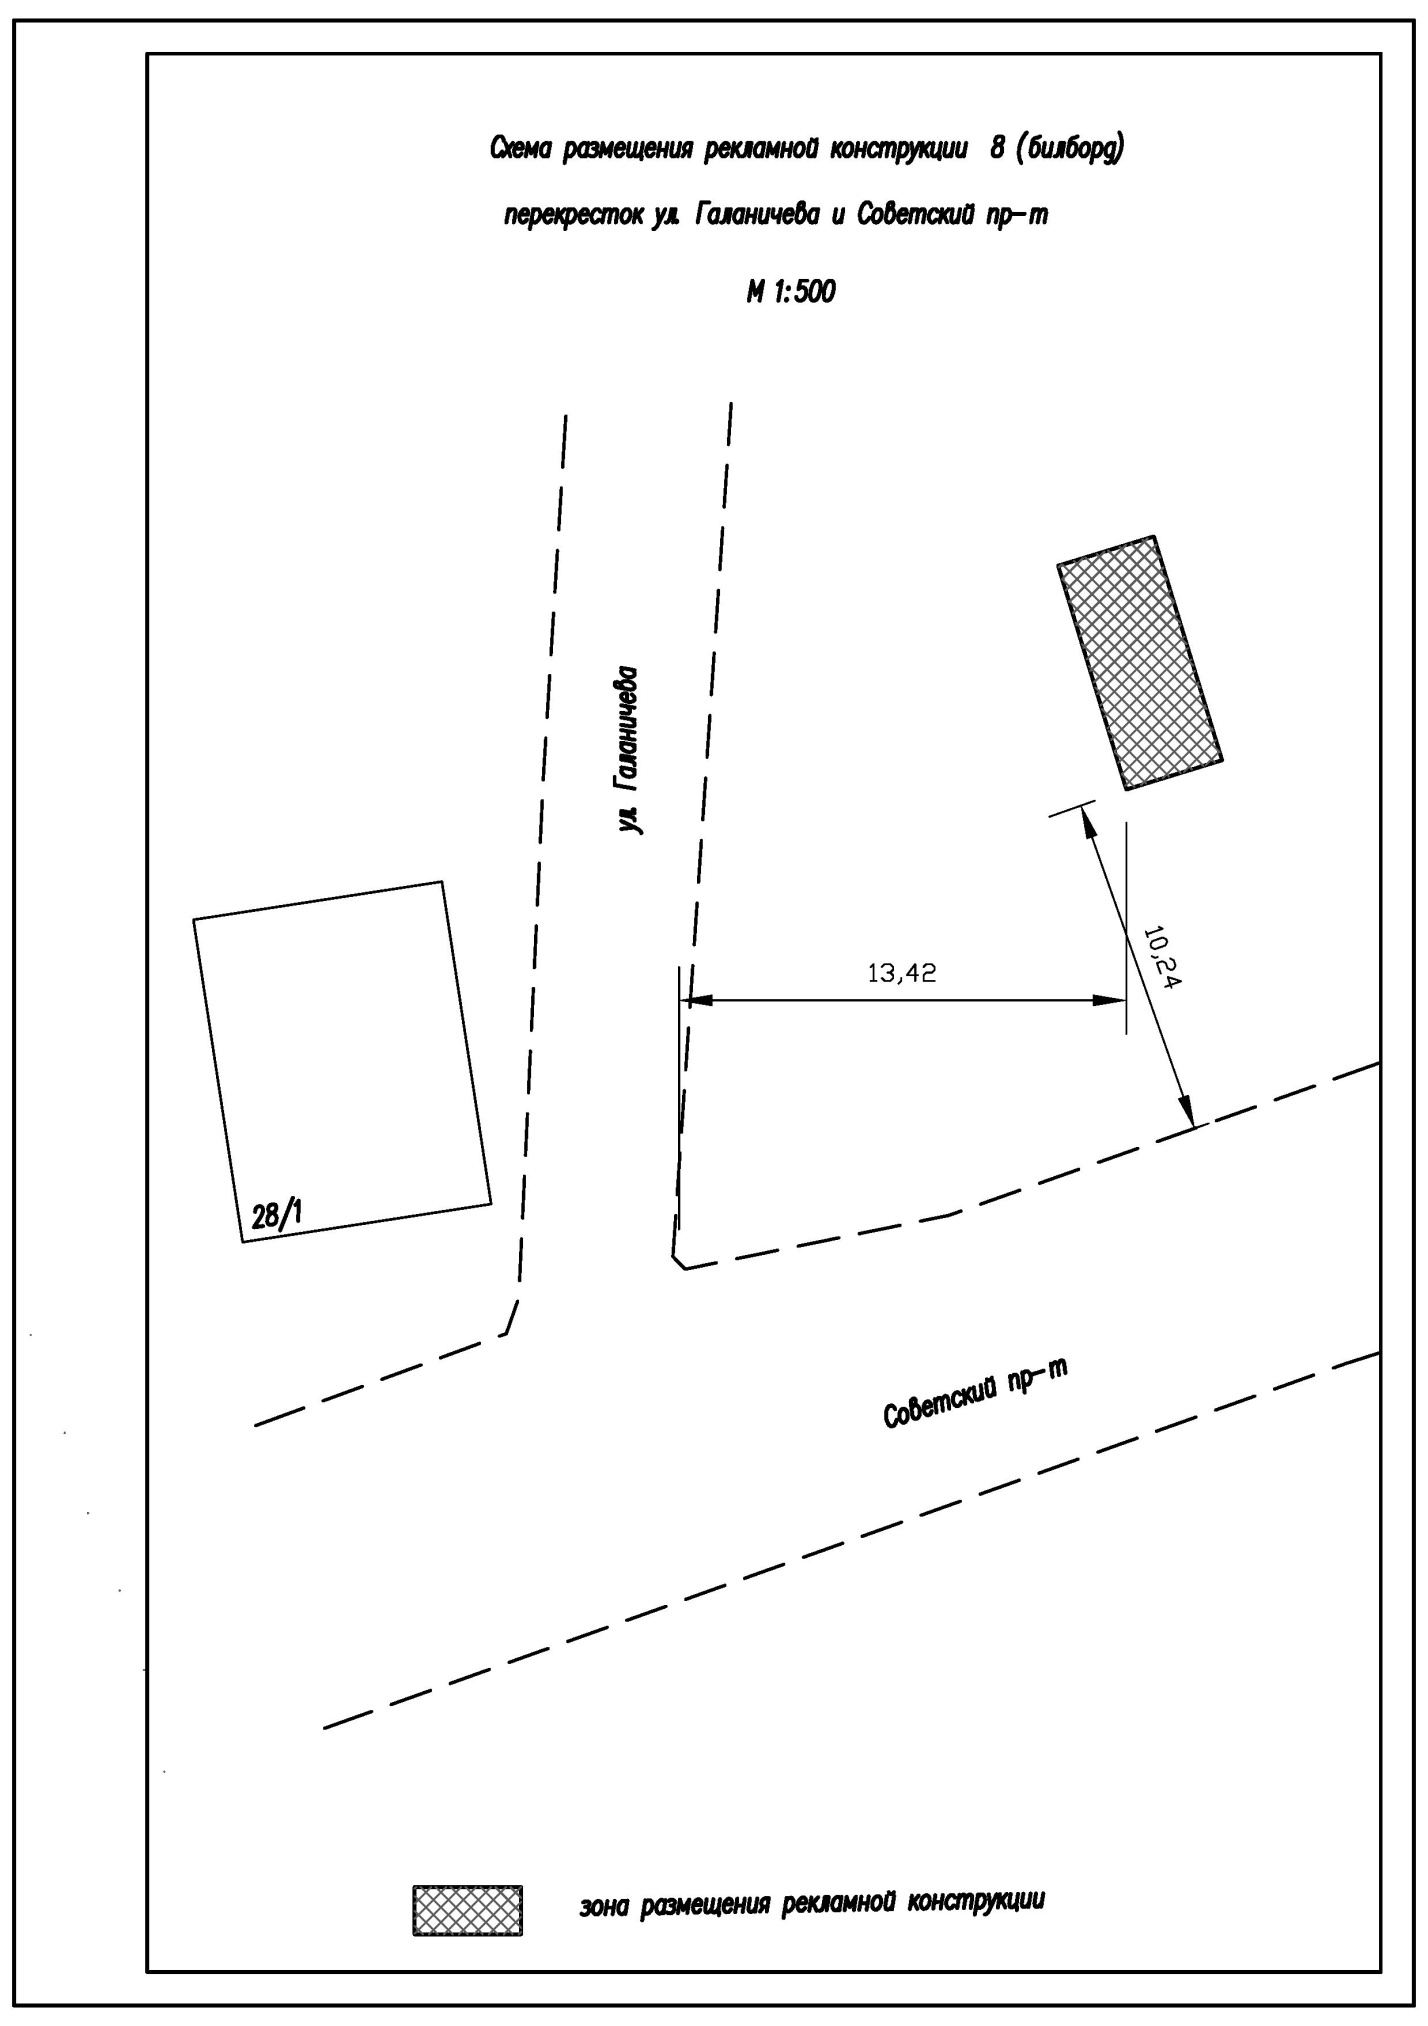 Схема размещения рекламной конструкции 8 (билборд)
перекресток ул. Галаничева и Советский пр-т
М 1:500
ул. Галаничева
10,24
13,42
28/1
Советский пр-т
зона размещения рекламной конструкции